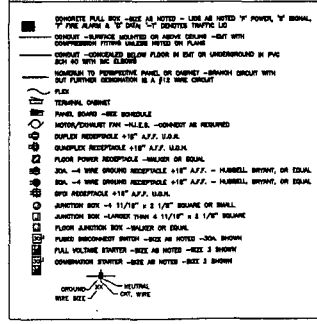 CONCRETE PULL BOX -SIZE AS NOTED - LIDS AS NOTED 'P' POWER, 'S' SIGNAL,
'F' FIRE ALARM & 'D' DATA -'T' DENOTES TRAFFIC LID
CONDUIT -SURFACE MOUNTED OR ABOVE CEILING -EMT WITH
COMPRESSION FITTING UNLESS NOTED ON PLANS
CONDUIT -CONCEALED BELOW FLOOR IN EMT OR UNDERGROUND IN PVC
SCH 40 WITH ELBOWS
HOMERUN TO PERSPECTIVE PANEL OR CABINET -BRANCH CIRCUIT WITH
OUT FURTHER DESIGNATION IS A #12 WIRE CIRCUIT
FLEX
TERMINAL CABINET
PANEL BOARD -SEE SCHEDULE
MOTOR/EXHAUST FAN -N.I.E.S. -CONNECT AS REQUIRED
DUPLEX RECEPTACLE +18" A.F.F. U.O.N.
QUADPLEX RECEPTACLE +18" A.F.F. U.O.N.
FLOOR POWER RECEPTACLE -WALKER OR EQUAL
30A. -4 WIRE GROUND RECEPTACLE +18" A.F.F. - HUBBELL, BRYANT, OR EQUAL
50A. -4 WIRE GROUND RECEPTACLE +18" A.F.F. - HUBBELL, BRYANT, OR EQUAL
GFCI RECEPTACLE +18" A.F.F. U.O.N.
JUNCTION BOX -4 11/16" x 2 1/8" SQUARE OR SMALL
JUNCTION BOX -LARGER THAN 4 11/16" x 2 1/8" SQUARE
FLOOR JUNCTION BOX -WALKER OR EQUAL
FUSED DISCONNECT SWITCH -SIZE AS NOTED -30A. SHOWN
FULL VOLTAGE STARTER -SIZE AS NOTED -SIZE 2 SHOWN
COMBINATION STARTER -SIZE AS NOTED -SIZE 2 SHOWN
GROUND XX NEUTRAL
WIRE SIZE CKT. WIRE